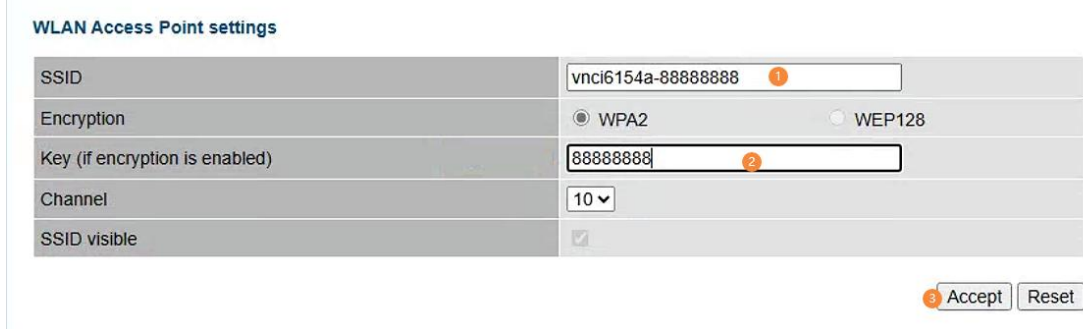 WLAN Access Point settings
SSID vnci6154a-88888888 1
Encryption WPA2 WEP128
Key (if encryption is enabled) 88888888 2
Channel 10
SSID visible
3 Accept Reset